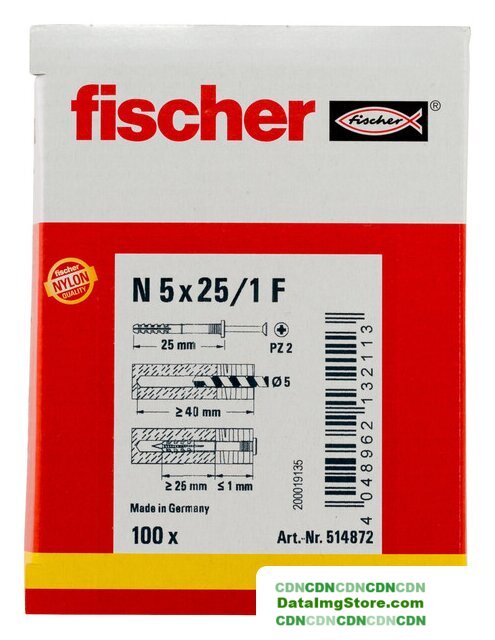 fischer fischer ®
fischer
NYLON
QUALITY
N 5 x 25/1 F
25 mm PZ 2
Ø 5
≥ 40 mm
≥ 25 mm ≤ 1 mm
200019135
4 048962 132113
Made in Germany
100 x Art.-Nr. 514872
CDNCDNCDNCDNCDN
DataImgStore.com
CDNCDNCDNCDNCDN